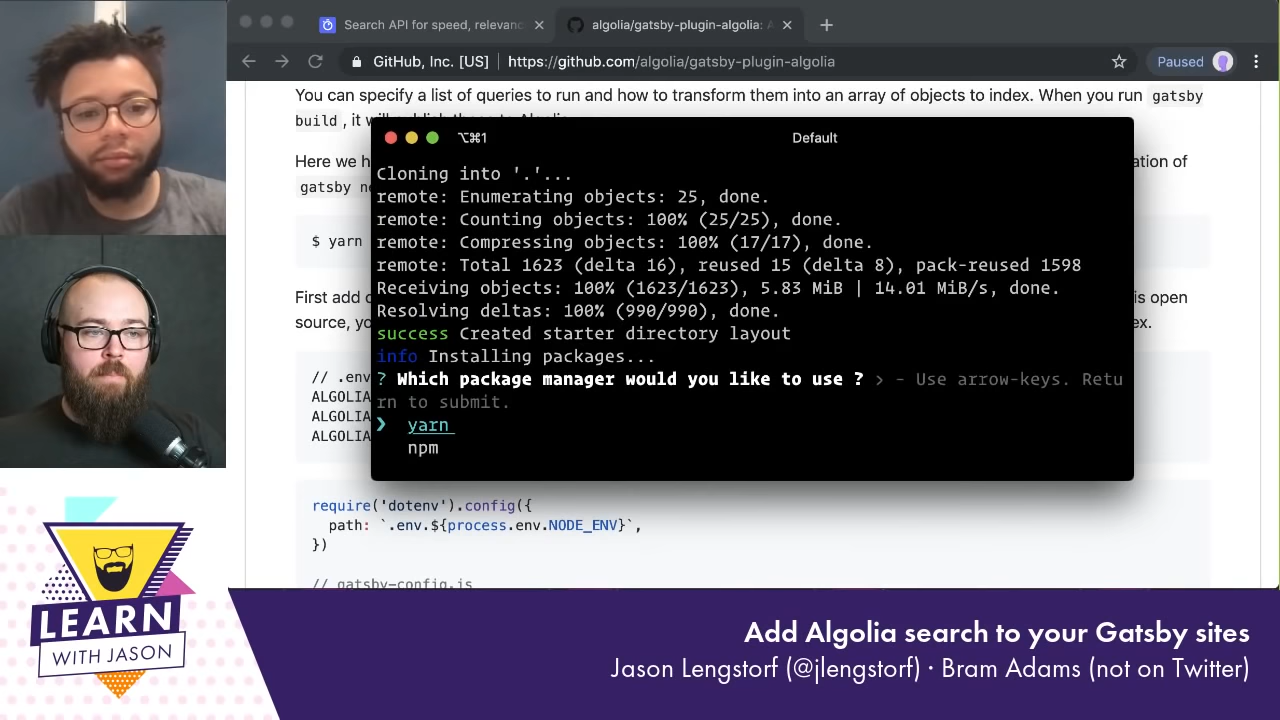 Search API for speed, relevanc
algolia/gatsby-plugin-algolia: A
GitHub, Inc. [US]
https://github.com/algolia/gatsby-plugin-algolia
Paused
You can specify a list of queries to run and how to transform them into an array of objects to index. When you run gatsby
build , it will publish these to Algolia.
Here we h
ation of
gatsby no
$ yarn
First add c
is open
source, yo
ex.
// .env
ALGOLIA
ALGOLIA
ALGOLIA
⌥⌘1
Default
Cloning into '.'...
remote: Enumerating objects: 25, done.
remote: Counting objects: 100% (25/25), done.
remote: Compressing objects: 100% (17/17), done.
remote: Total 1623 (delta 16), reused 15 (delta 8), pack-reused 1598
Receiving objects: 100% (1623/1623), 5.83 MiB | 14.01 MiB/s, done.
Resolving deltas: 100% (990/990), done.
success Created starter directory layout
info Installing packages...
? Which package manager would you like to use ? › - Use arrow-keys. Retu
rn to submit.
❯ yarn
npm
require('dotenv').config({
path: `.env.${process.env.NODE_ENV}`,
})
// gatsby-config.js
LEARN
WITH JASON
Add Algolia search to your Gatsby sites
Jason Lengstorf (@jlengstorf) · Bram Adams (not on Twitter)